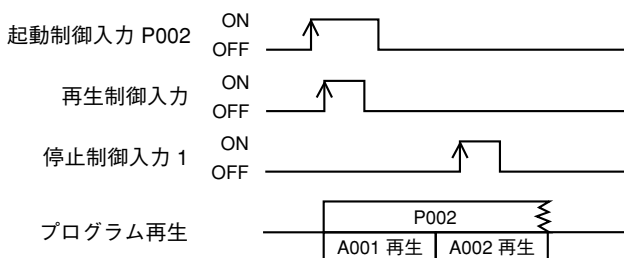 起動制御入力 P002 ON
OFF
再生制御入力 ON
OFF
停止制御入力 1 ON
OFF
プログラム再生 P002
A001 再生 A002 再生